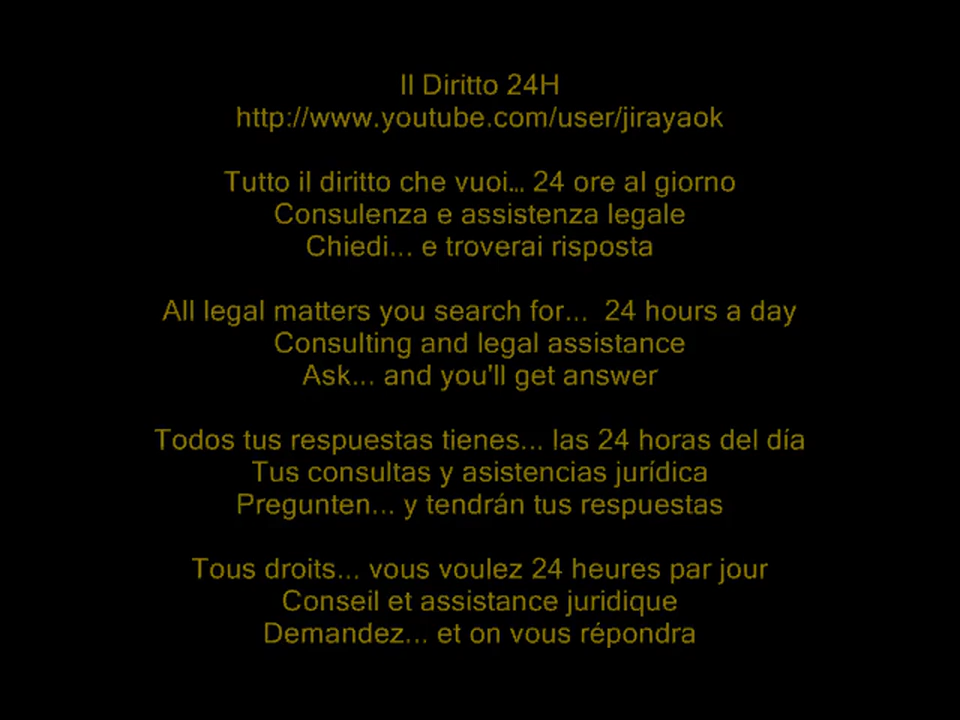 Il Diritto 24H
http://www.youtube.com/user/jirayaok
Tutto il diritto che vuoi… 24 ore al giorno
Consulenza e assistenza legale
Chiedi... e troverai risposta
All legal matters you search for...  24 hours a day
Consulting and legal assistance
Ask... and you'll get answer
Todos tus respuestas tienes... las 24 horas del día
Tus consultas y asistencias jurídica
Pregunten... y tendrán tus respuestas
Tous droits... vous voulez 24 heures par jour
Conseil et assistance juridique
Demandez... et on vous répondra